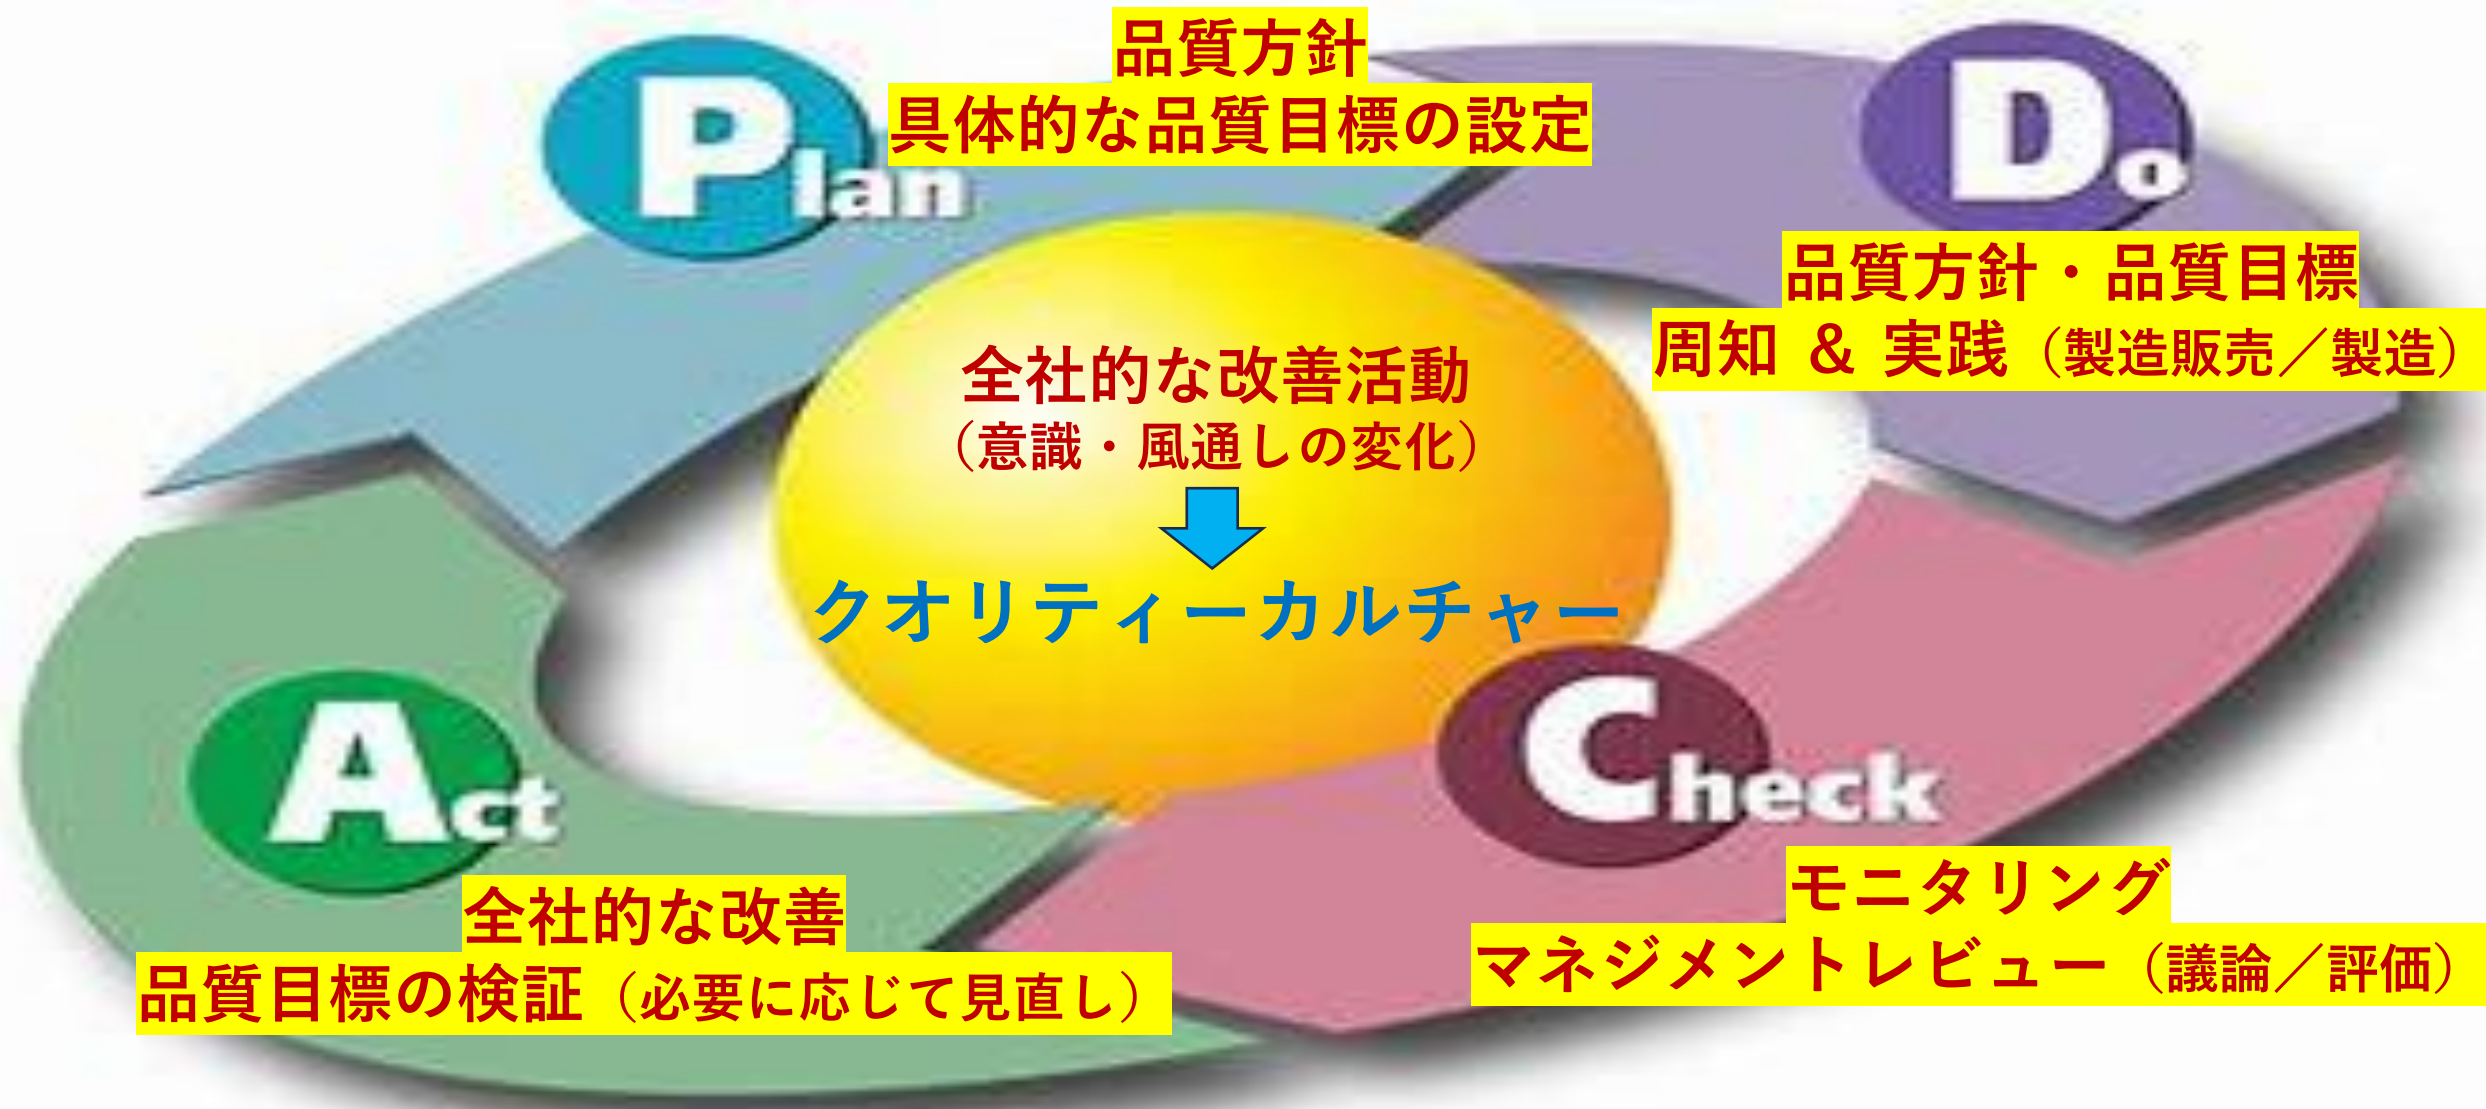 Plan
品質方針
具体的な品質目標の設定
Do
品質方針・品質目標
周知 ＆ 実践（製造販売／製造）
全社的な改善活動
（意識・風通しの変化）
クオリティーカルチャー
Check
モニタリング
マネジメントレビュー（議論／評価）
Act
全社的な改善
品質目標の検証（必要に応じて見直し）